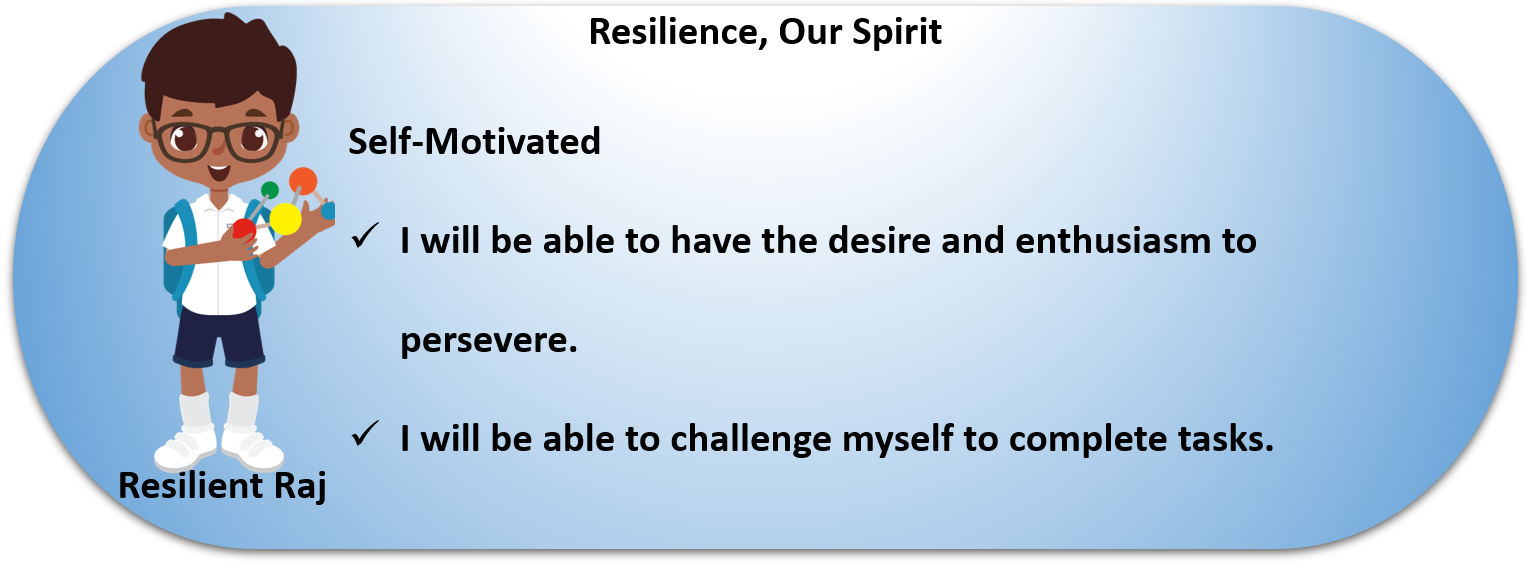 Resilience, Our Spirit
Self-Motivated
✓ I will be able to have the desire and enthusiasm to
persevere.
✓ I will be able to challenge myself to complete tasks.
Resilient Raj